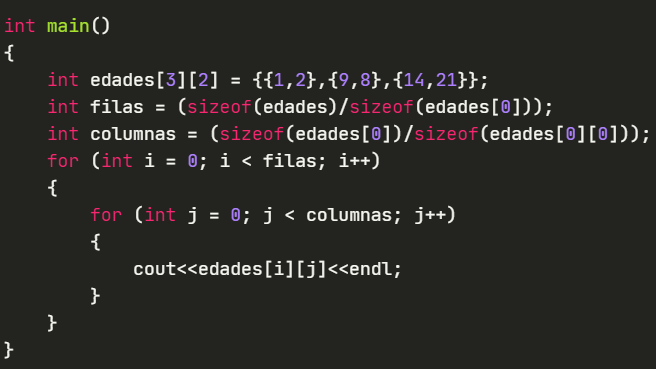 int main()
{
    int edades[3][2] = {{1,2},{9,8},{14,21}};
    int filas = (sizeof(edades)/sizeof(edades[0]));
    int columnas = (sizeof(edades[0])/sizeof(edades[0][0]));
    for (int i = 0; i < filas; i++)
    {
        for (int j = 0; j < columnas; j++)
        {
            cout<<edades[i][j]<<endl;
        }
    }
}